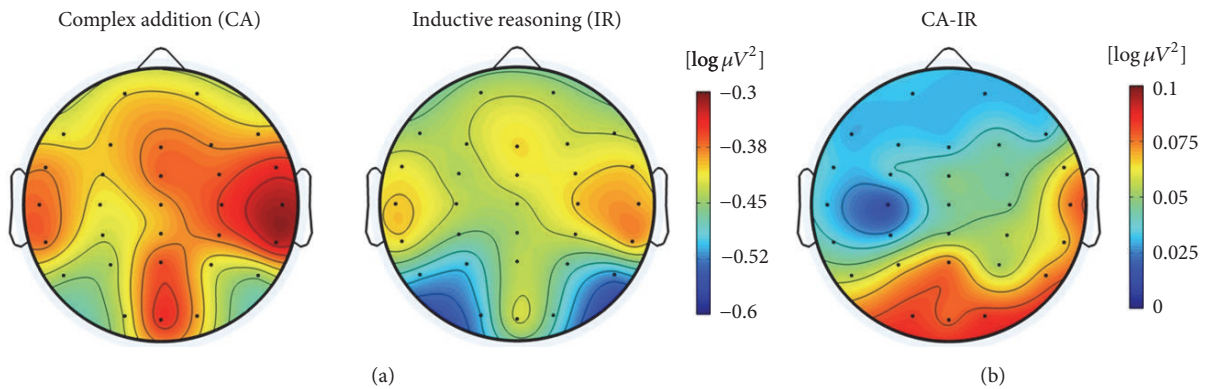 Complex addition (CA)
Inductive reasoning (IR)
CA-IR
[log μV²]
−0.3
−0.38
−0.45
−0.52
−0.6
[log μV²]
0.1
0.075
0.05
0.025
0
(a)
(b)